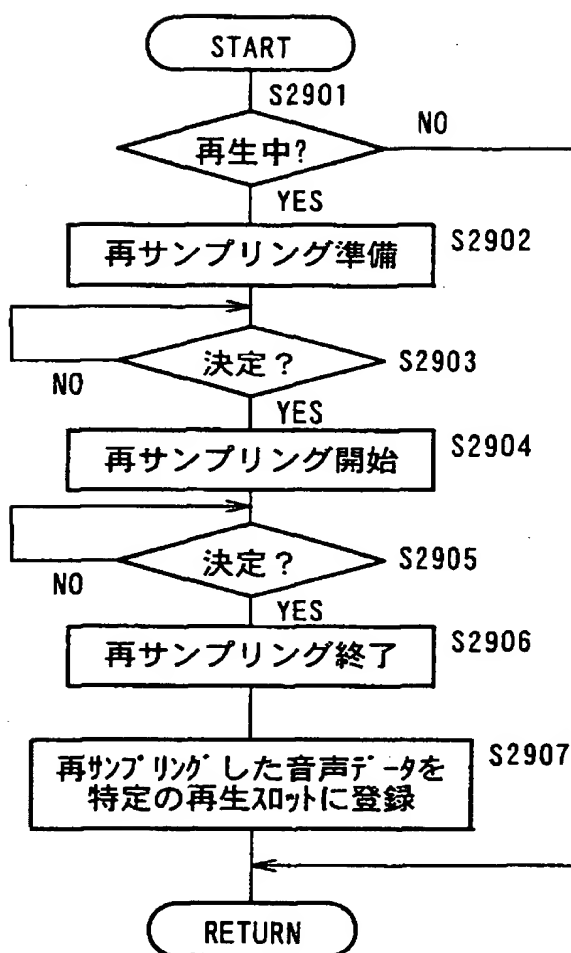 START
S2901
再生中?
NO
YES
再サンプリング準備
S2902
決定?
S2903
NO
YES
再サンプリング開始
S2904
決定?
S2905
NO
YES
再サンプリング終了
S2906
再ｻﾝﾌﾟﾘﾝｸﾞした音声ﾃﾞｰﾀを
S2907
特定の再生ｽﾛｯﾄに登録
RETURN